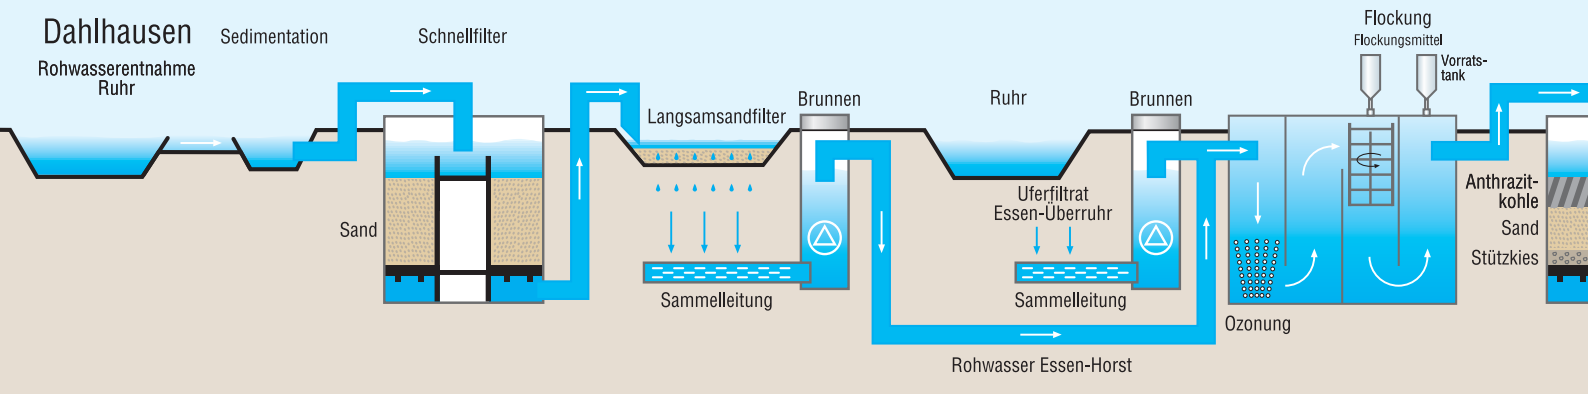 Dahlhausen
Rohwasserentnahme
Ruhr
Sedimentation
Schnellfilter
Sand
Langsamsandfilter
Sammelleitung
Brunnen
Ruhr
Uferfiltrat
Essen-Überruhr
Sammelleitung
Brunnen
Rohwasser Essen-Horst
Flockung
Flockungsmittel
Vorrats-
tank
Ozonung
Anthrazit-
kohle
Sand
Stützkies